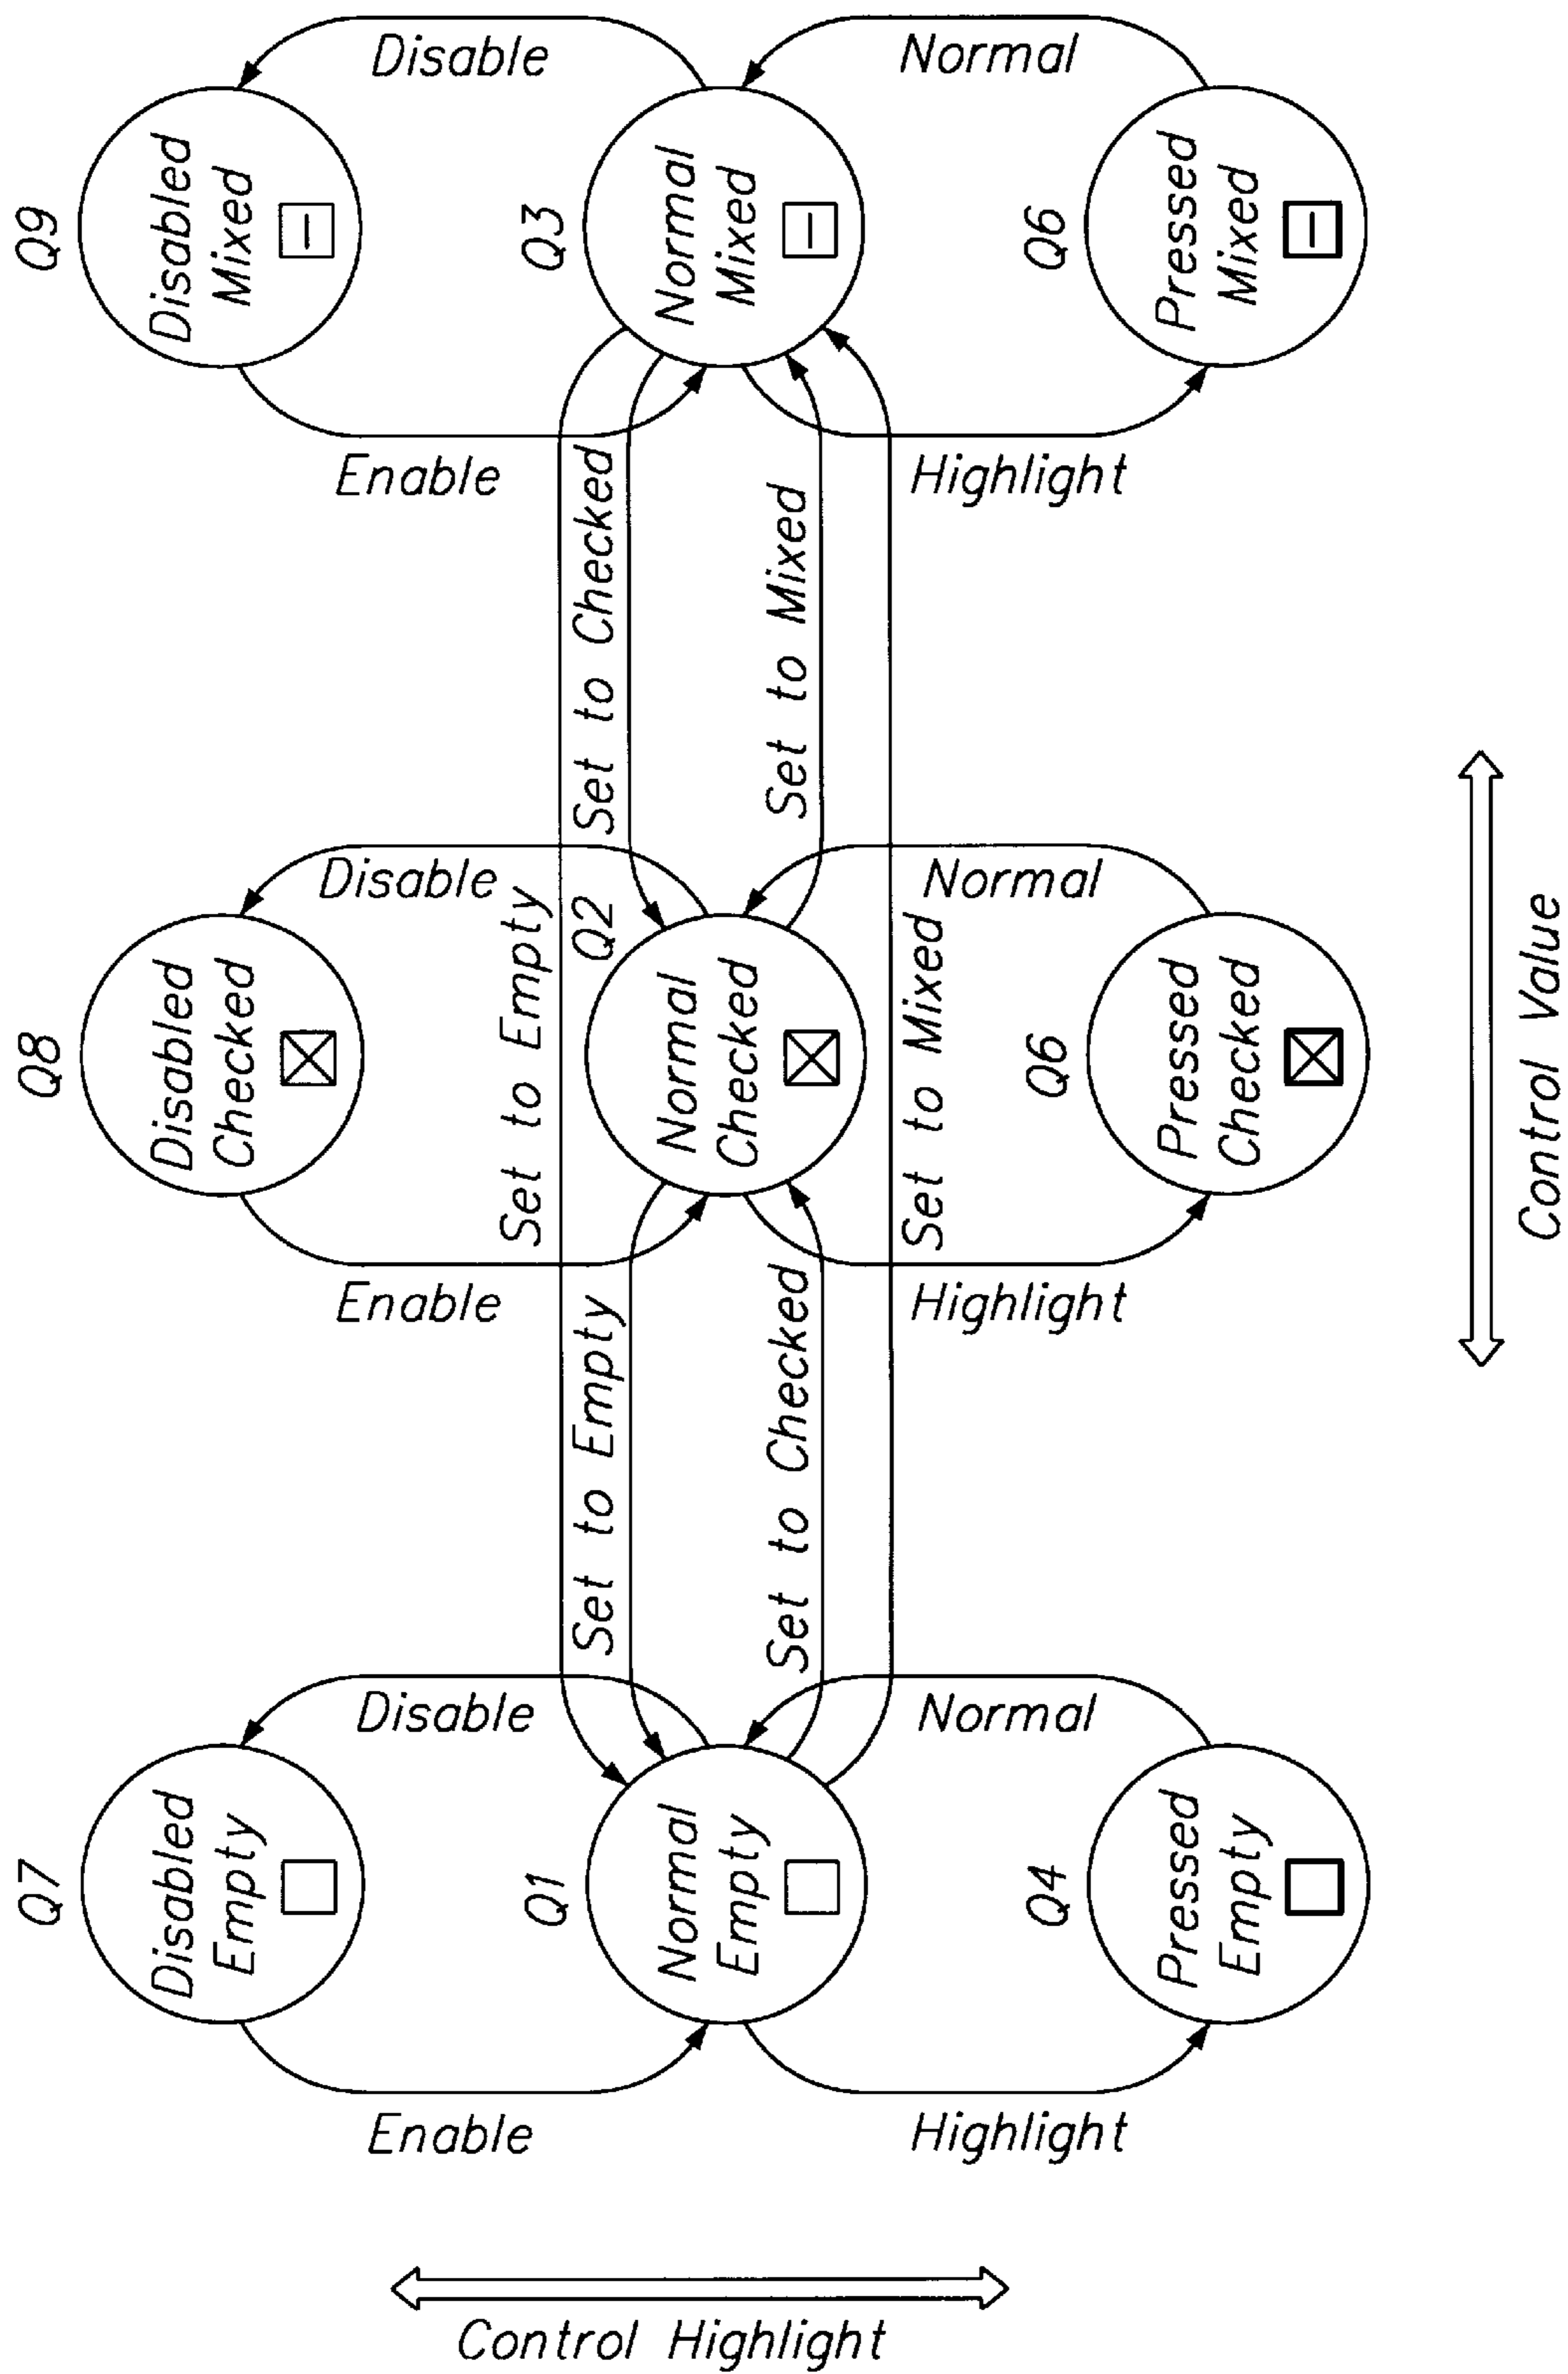 Q7
Q8
Q9
Disabled
Empty
Disabled
Checked
Disabled
Mixed
Enable
Disable
Enable
Disable
Enable
Disable
Set to Empty
Q1
Q2
Q3
Set to Empty
Set to Checked
Normal
Empty
Normal
Checked
Normal
Mixed
Set to Checked
Set to Mixed
Set to Mixed
Highlight
Normal
Highlight
Normal
Highlight
Normal
Q4
Q6
Q6
Pressed
Empty
Pressed
Checked
Pressed
Mixed
Control Highlight
Control Value